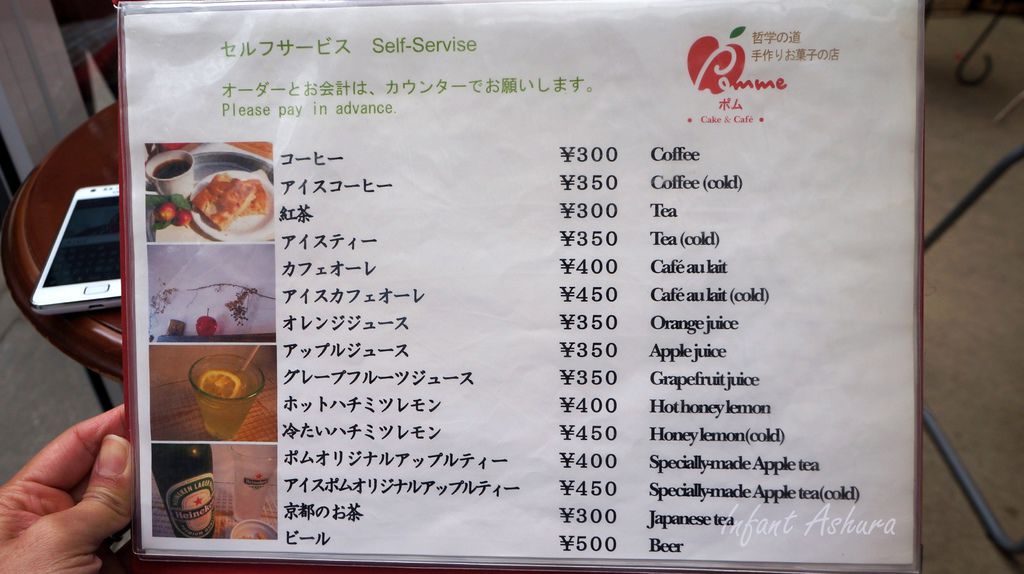 セルフサービス Self-Servise
オーダーとお会計は、カウンターでお願いします。
Please pay in advance.
哲学の道
手作りお菓子の店
Pomme
ポム
• Cake & Café •
コーヒー ¥300 Coffee
アイスコーヒー ¥350 Coffee (cold)
紅茶 ¥300 Tea
アイスティー ¥350 Tea (cold)
カフェオーレ ¥400 Café au lait
アイスカフェオーレ ¥450 Café au lait (cold)
オレンジジュース ¥350 Orange juice
アップルジュース ¥350 Apple juice
グレープフルーツジュース ¥350 Grapefruit juice
ホットハチミツレモン ¥400 Hot honey lemon
冷たいハチミツレモン ¥450 Honey lemon(cold)
ポムオリジナルアップルティー ¥400 Specially-made Apple tea
アイスポムオリジナルアップルティー ¥450 Specially-made Apple tea(cold)
京都のお茶 ¥300 Japanese tea
ビール ¥500 Beer
Heineken
Infant Ashura